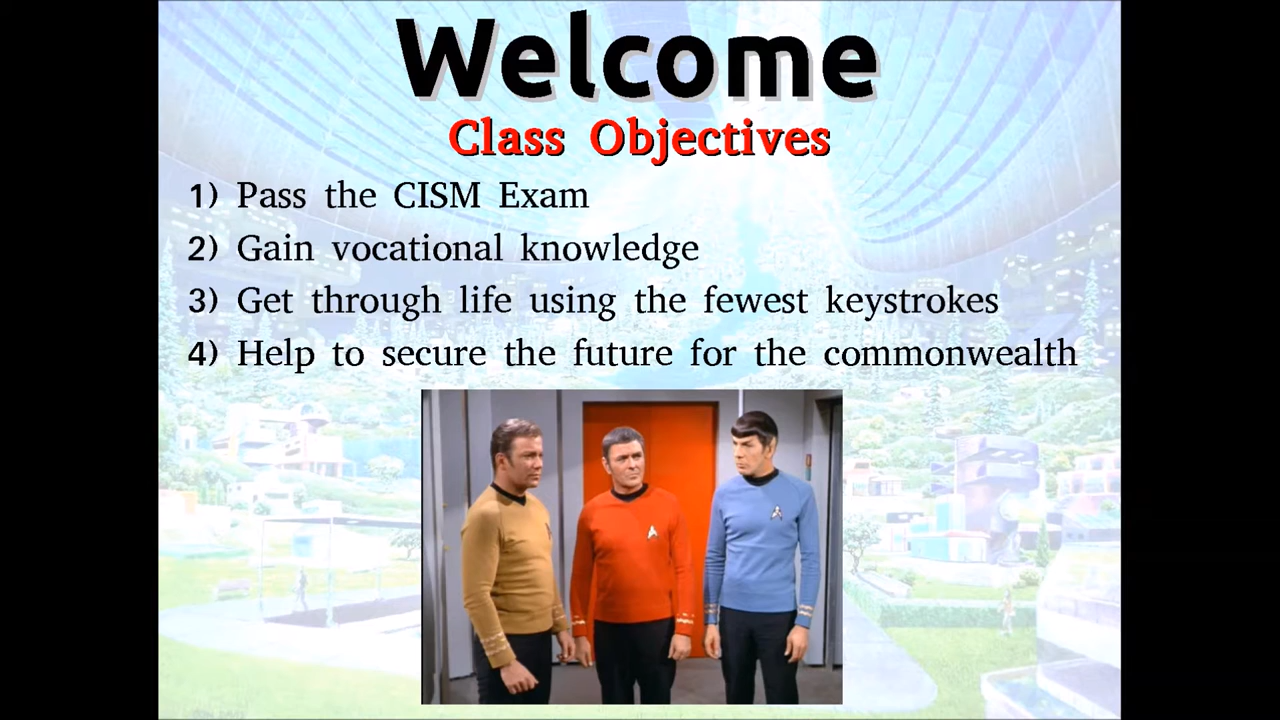 Welcome
Class Objectives
1) Pass the CISM Exam
2) Gain vocational knowledge
3) Get through life using the fewest keystrokes
4) Help to secure the future for the commonwealth